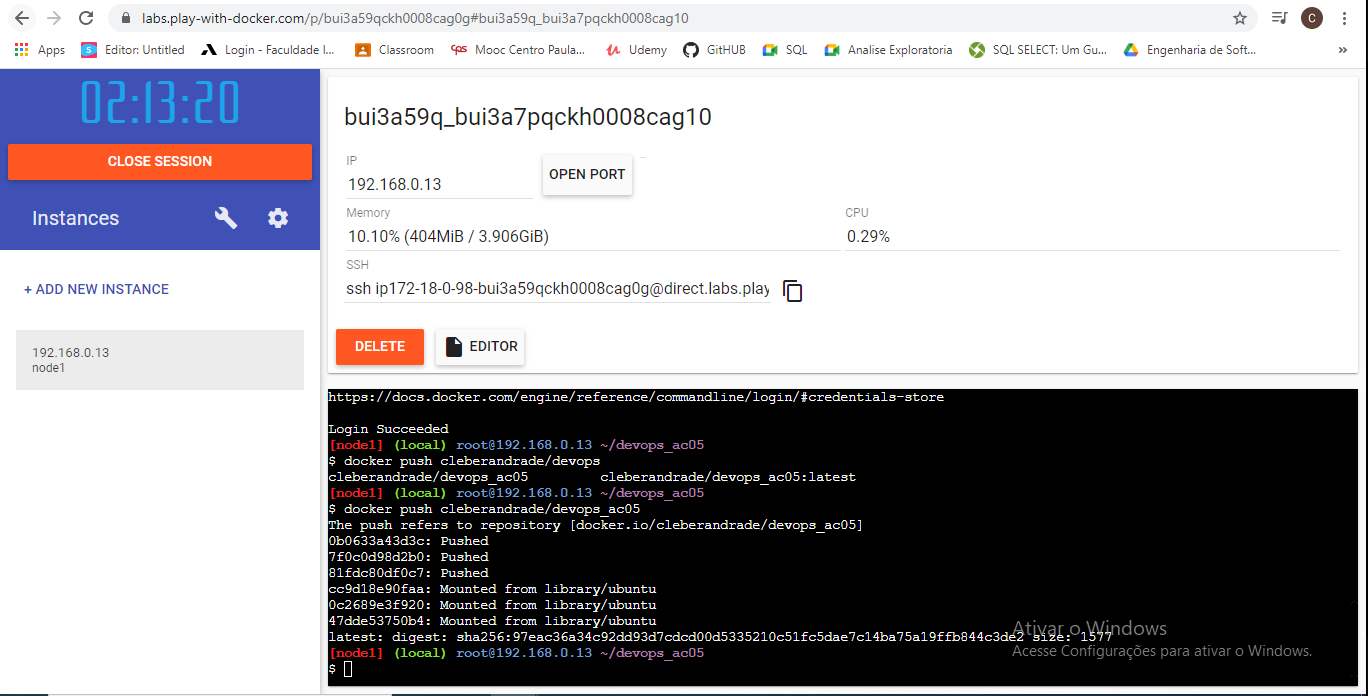 labs.play-with-docker.com/p/bui3a59qckh0008cag0g#bui3a59q_bui3a7pqckh0008cag10
C
Apps
S
Editor: Untitled
Login - Faculdade I...
Classroom
cps
Mooc Centro Paula...
Udemy
GitHUB
SQL
Analise Exploratoria
SQL SELECT: Um Gu...
Engenharia de Soft...
»
02:13:20
CLOSE SESSION
Instances
+ ADD NEW INSTANCE
192.168.0.13
node1
bui3a59q_bui3a7pqckh0008cag10
IP
192.168.0.13
OPEN PORT
Memory
10.10% (404MiB / 3.906GiB)
CPU
0.29%
SSH
ssh ip172-18-0-98-bui3a59qckh0008cag0g@direct.labs.play
DELETE
EDITOR
https://docs.docker.com/engine/reference/commandline/login/#credentials-store
Login Succeeded
[node1] (local) root@192.168.0.13 ~/devops_ac05
$ docker push cleberandrade/devops
cleberandrade/devops_ac05         cleberandrade/devops_ac05:latest
[node1] (local) root@192.168.0.13 ~/devops_ac05
$ docker push cleberandrade/devops_ac05
The push refers to repository [docker.io/cleberandrade/devops_ac05]
0b0633a43d3c: Pushed
7f0c0d98d2b0: Pushed
81fdc80df0c7: Pushed
cc9d18e90faa: Mounted from library/ubuntu
0c2689e3f920: Mounted from library/ubuntu
47dde53750b4: Mounted from library/ubuntu
latest: digest: sha256:97eac36a34c92dd93d7cdcd00d5335210c51fc5dae7c14ba75a19ffb844c3de2 size: 1577
[node1] (local) root@192.168.0.13 ~/devops_ac05
$
Ativar o Windows
Acesse Configurações para ativar o Windows.